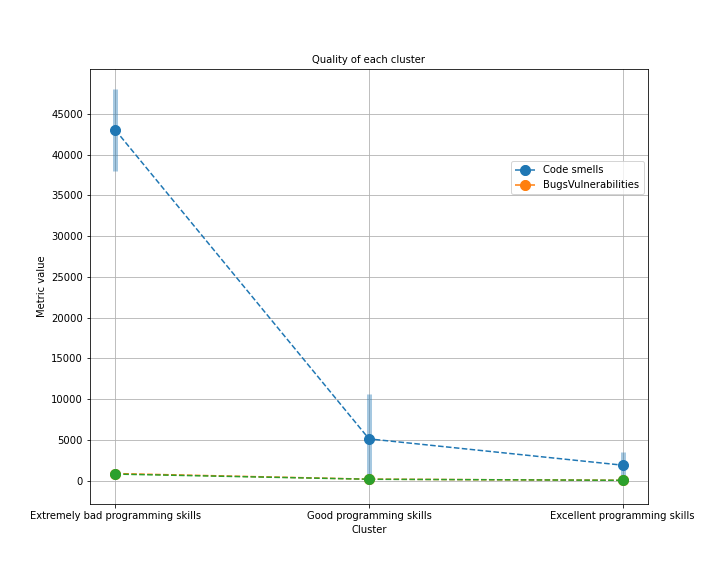 Quality of each cluster
45000
40000
35000
30000
25000
20000
15000
10000
5000
0
Metric value
Code smells
BugsVulnerabilities
Extremely bad programming skills
Good programming skills
Excellent programming skills
Cluster